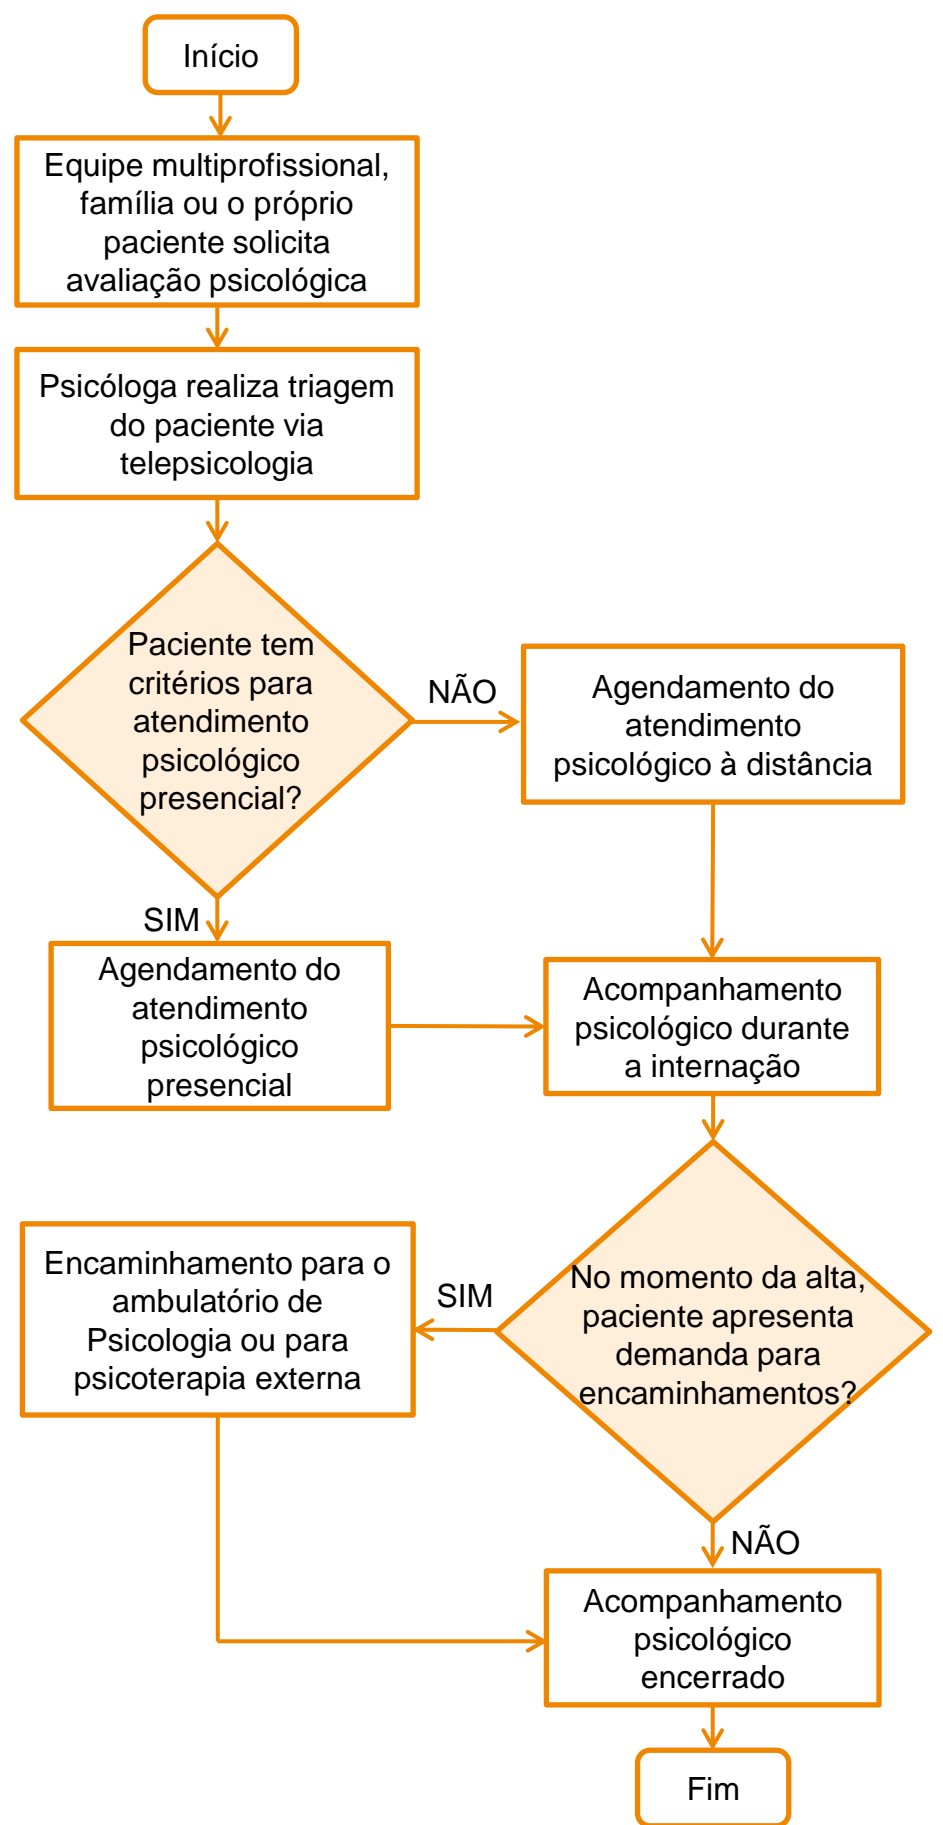 Início
Equipe multiprofissional,
família ou o próprio
paciente solicita
avaliação psicológica
Psicóloga realiza triagem
do paciente via
telepsicologia
Paciente tem
critérios para
atendimento
psicológico
presencial?
NÃO
Agendamento do
atendimento
psicológico à distância
SIM
Agendamento do
atendimento
psicológico
presencial
Acompanhamento
psicológico durante
a internação
No momento da alta,
paciente apresenta
demanda para
encaminhamentos?
SIM
Encaminhamento para o
ambulatório de
Psicologia ou para
psicoterapia externa
NÃO
Acompanhamento
psicológico
encerrado
Fim